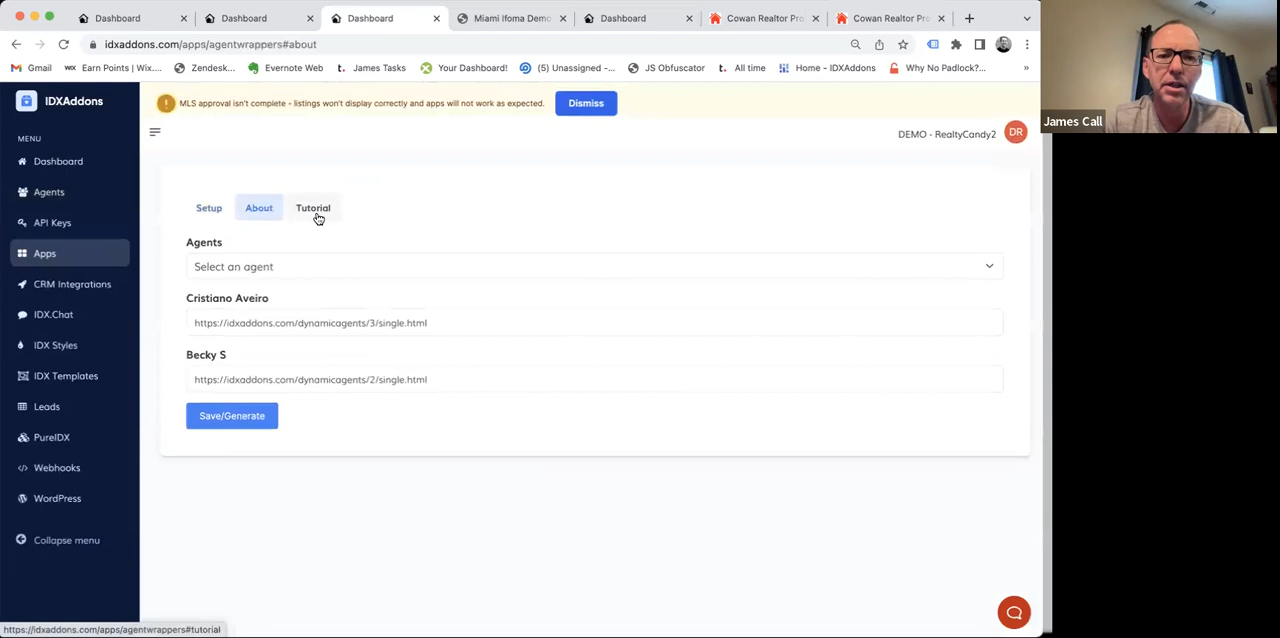 Dashboard
Dashboard
Dashboard
Miami Ifoma Demo
Dashboard
Cowan Realtor Pro
Cowan Realtor Pro
idxaddons.com/apps/agentwrappers#about
Gmail
Earn Points | Wix....
Zendesk...
Evernote Web
James Tasks
Your Dashboard!
(5) Unassigned -...
JS Obfuscator
All time
Home - IDXAddons
Why No Padlock?...
»
IDXAddons
MLS approval isn't complete - listings won't display correctly and apps will not work as expected.
Dismiss
James Call
DEMO - RealtyCandy2
DR
MENU
Dashboard
Agents
API Keys
Apps
CRM Integrations
IDX.Chat
IDX Styles
IDX Templates
Leads
PureIDX
Webhooks
WordPress
Collapse menu
Setup
About
Tutorial
Agents
Select an agent
Cristiano Aveiro
https://idxaddons.com/dynamicagents/3/single.html
Becky S
https://idxaddons.com/dynamicagents/2/single.html
Save/Generate
https://idxaddons.com/apps/agentwrappers#tutorial